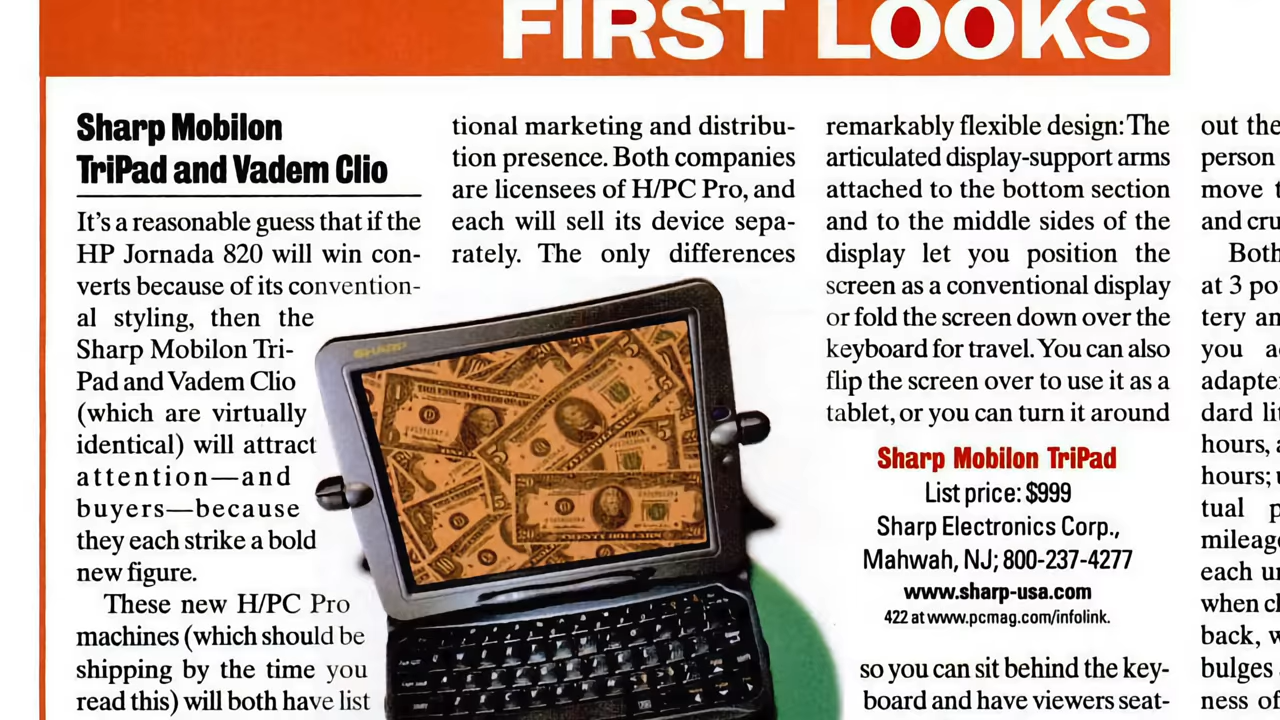 FIRST LOOKS
Sharp Mobilon
TriPad and Vadem Clio
It's a reasonable guess that if the
HP Jornada 820 will win con-
verts because of its convention-
al styling, then the
Sharp Mobilon Tri-
Pad and Vadem Clio
(which are virtually
identical) will attract
attention—and
buyers—because
they each strike a bold
new figure.
These new H/PC Pro
machines (which should be
shipping by the time you
read this) will both have list
tional marketing and distribu-
tion presence. Both companies
are licensees of H/PC Pro, and
each will sell its device sepa-
rately. The only differences
SHARP
remarkably flexible design: The
articulated display-support arms
attached to the bottom section
and to the middle sides of the
display let you position the
screen as a conventional display
or fold the screen down over the
keyboard for travel. You can also
flip the screen over to use it as a
tablet, or you can turn it around
Sharp Mobilon TriPad
List price: $999
Sharp Electronics Corp.,
Mahwah, NJ; 800-237-4277
www.sharp-usa.com
422 at www.pcmag.com/infolink.
so you can sit behind the key-
board and have viewers seat-
out the
person
move
and
Both
at 3
tery
you
hours,
hours;
tual
each
when
back,
bulges
ness